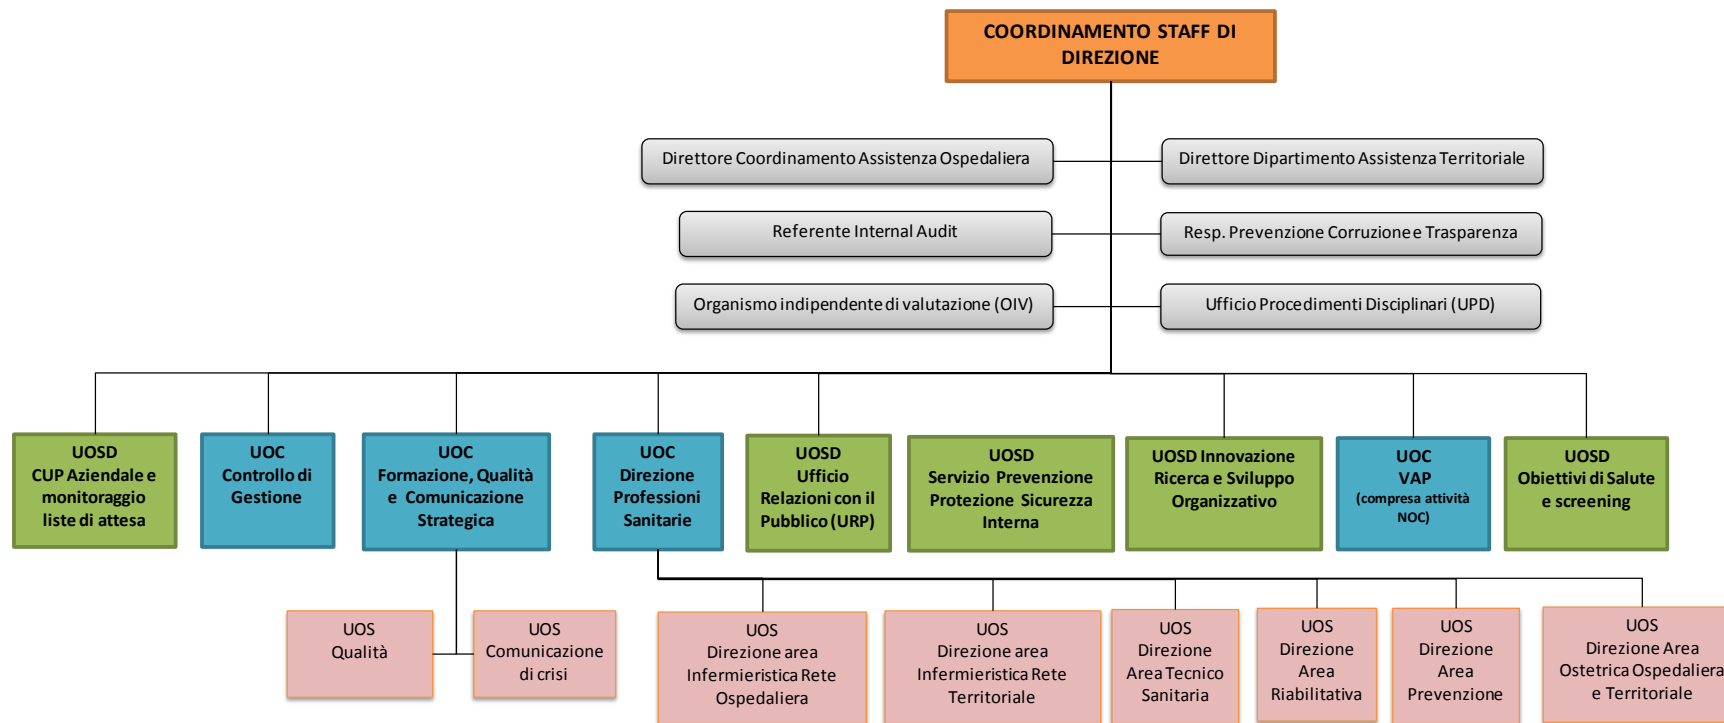 COORDINAMENTO STAFF DI
DIREZIONE
Direttore Coordinamento Assistenza Ospedaliera
Direttore Dipartimento Assistenza Territoriale
Referente Internal Audit
Resp. Prevenzione Corruzione e Trasparenza
Organismo indipendente di valutazione (OIV)
Ufficio Procedimenti Disciplinari (UPD)
UOSD
CUP Aziendale e
monitoraggio
liste di attesa
UOC
Controllo di
Gestione
UOC
Formazione, Qualità
e Comunicazione
Strategica
UOC
Direzione
Professioni
Sanitarie
UOSD
Ufficio
Relazioni con il
Pubblico (URP)
UOSD
Servizio Prevenzione
Protezione Sicurezza
Interna
UOSD Innovazione
Ricerca e Sviluppo
Organizzativo
UOC
VAP
(compresa attività
NOC)
UOSD
Obiettivi di Salute
e screening
UOS
Qualità
UOS
Comunicazione
di crisi
UOS
Direzione area
Infermieristica Rete
Ospedaliera
UOS
Direzione area
Infermieristica Rete
Territoriale
UOS
Direzione
Area Tecnico
Sanitaria
UOS
Direzione
Area
Riabilitativa
UOS
Direzione
Area
Prevenzione
UOS
Direzione Area
Ostetrica Ospedaliera
e Territoriale